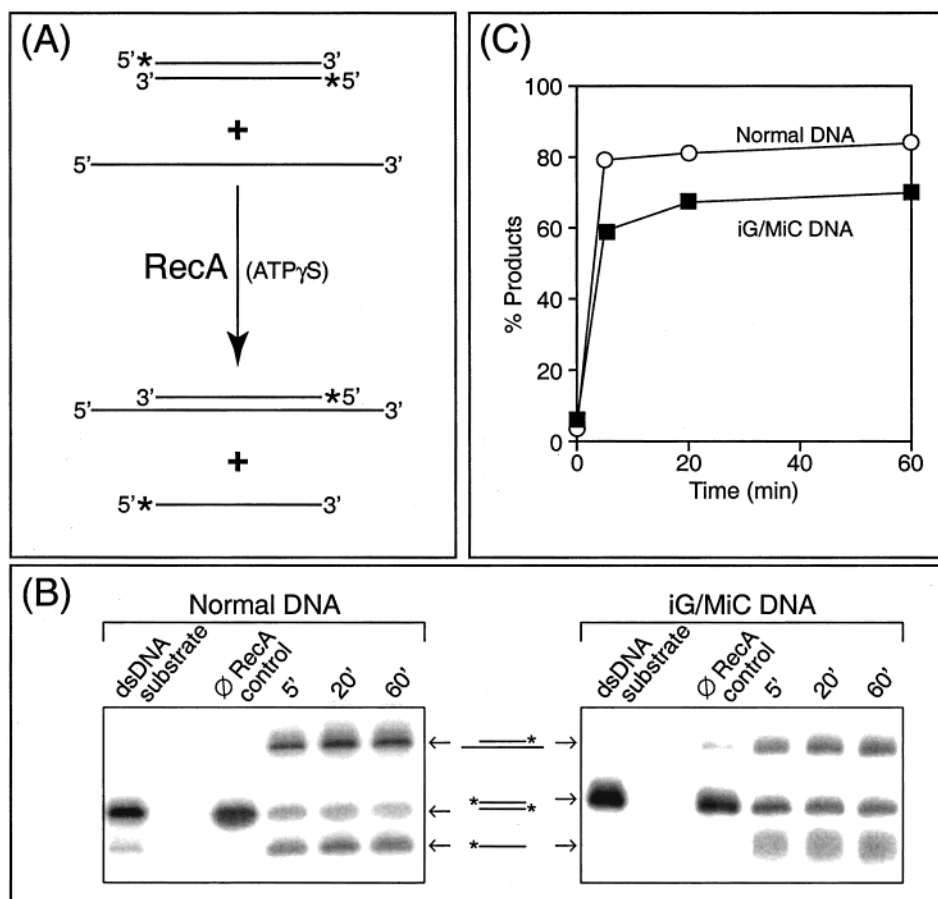 (A)
5'* 3'
3' *5'
+
5' 3'
RecA (ATPγS)
3' *5'
5' 3'
+
5'* 3'
(C)
% Products
100
80
60
40
20
0
Normal DNA
iG/MiC DNA
0 20 40 60
Time (min)
(B)
Normal DNA
dsDNA
substrate
∅ RecA
control
5'
20'
60'
← * →
← * * →
← * →
iG/MiC DNA
dsDNA
substrate
∅ RecA
control
5'
20'
60'